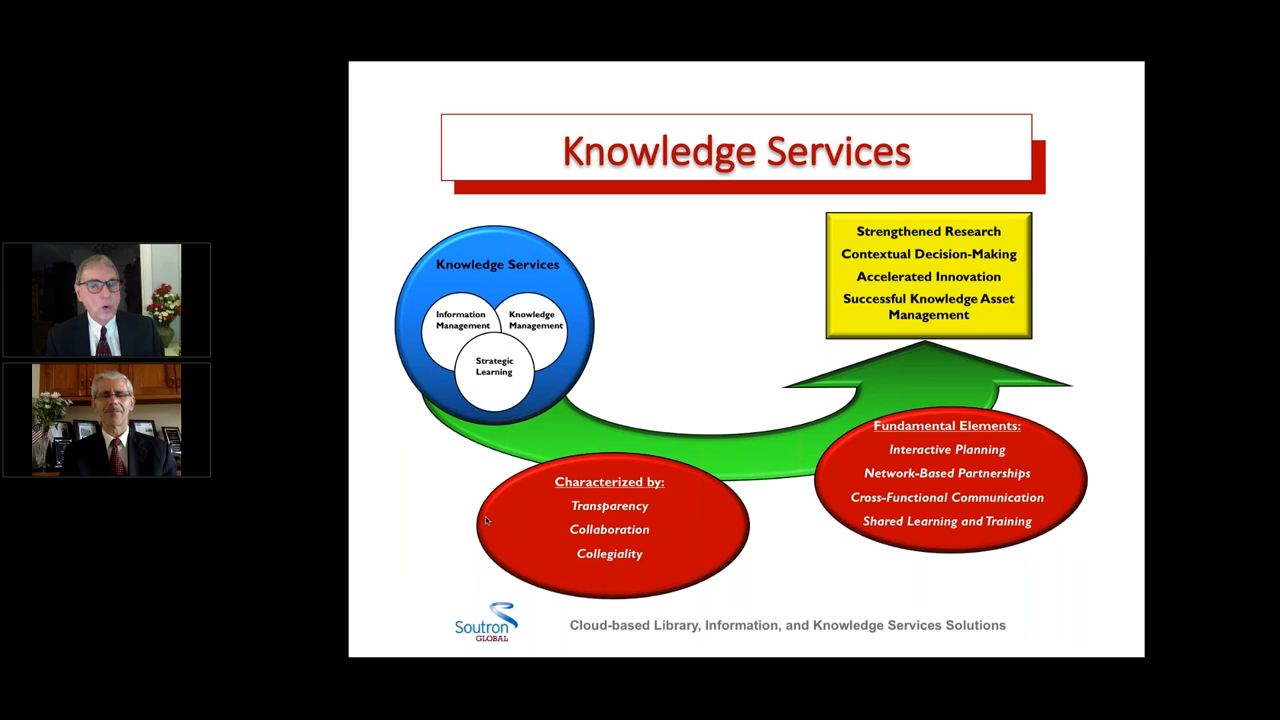 Knowledge Services
Knowledge Services
Information
Management
Knowledge
Management
Strategic
Learning
Strengthened Research
Contextual Decision-Making
Accelerated Innovation
Successful Knowledge Asset
Management
Characterized by:
Transparency
Collaboration
Collegiality
Fundamental Elements:
Interactive Planning
Network-Based Partnerships
Cross-Functional Communication
Shared Learning and Training
Soutron
GLOBAL
Cloud-based Library, Information, and Knowledge Services Solutions